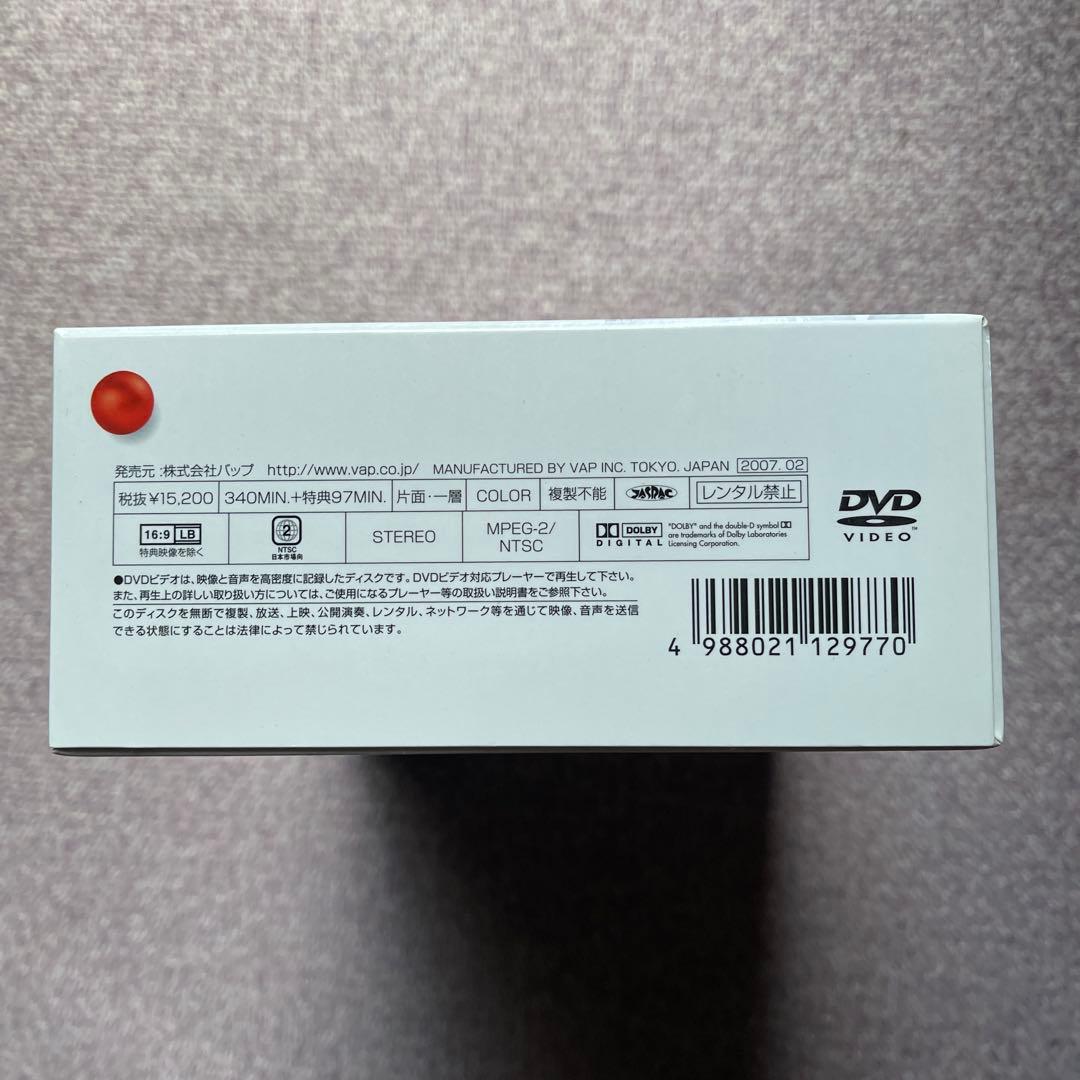 発売元:株式会社バップ http://www.vap.co.jp/ MANUFACTURED BY VAP INC. TOKYO. JAPAN 2007. 02
税抜¥15,200 340MIN.+特典97MIN. 片面・一層 COLOR 複製不能 JASRAC レンタル禁止
16:9 LB 特典映像を除く
2 NTSC 日本市場向
STEREO
MPEG-2/
NTSC
DOLBY DIGITAL
"DOLBY" and the double-D symbol
are trademarks of Dolby Laboratories
Licensing Corporation.
DVD
VIDEO™
●DVDビデオは、映像と音声を高密度に記録したディスクです。DVDビデオ対応プレーヤーで再生して下さい。
また、再生上の詳しい取り扱い方については、ご使用になるプレーヤー等の取扱い説明書をご参照下さい。
このディスクを無断で複製、放送、上映、公開演奏、レンタル、ネットワーク等を通じて映像、音声を送信
できる状態にすることは法律によって禁じられています。
4 988021 129770